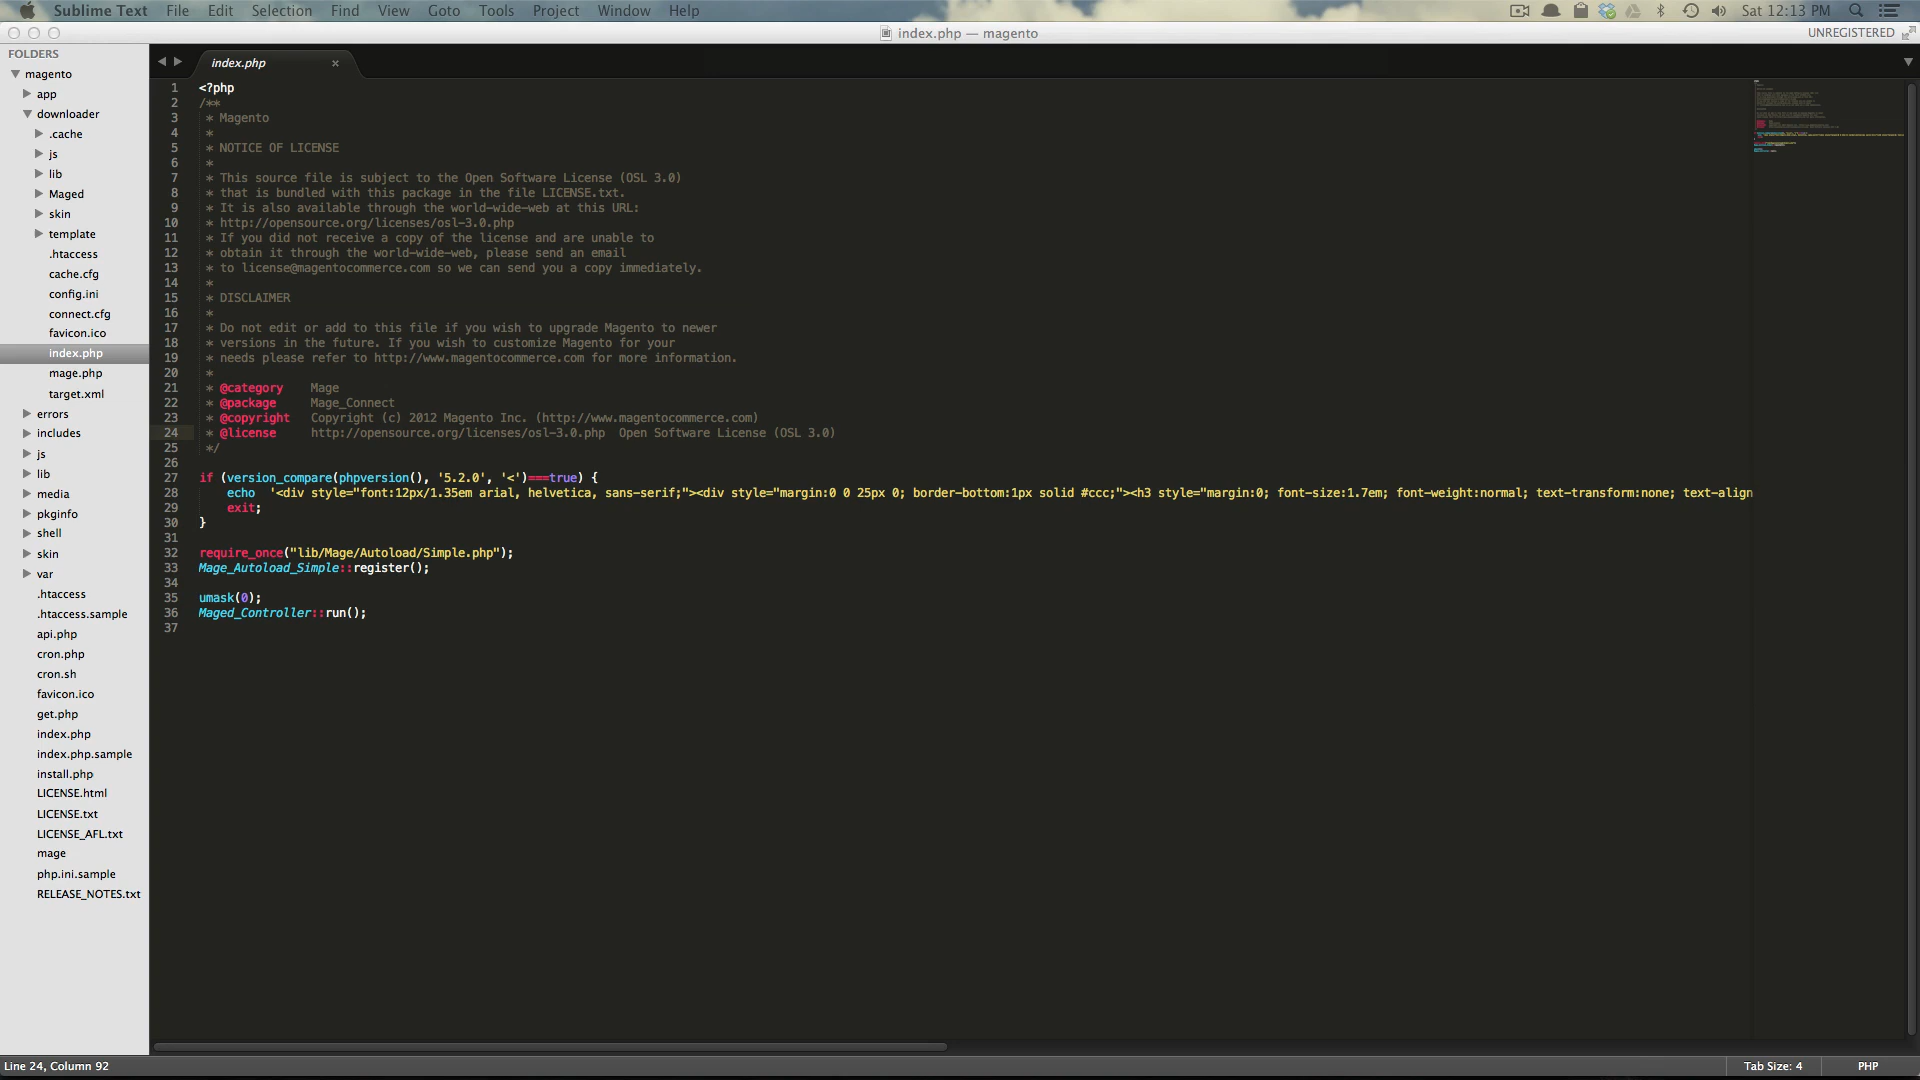 Sublime Text File Edit Selection Find View Goto Tools Project Window Help Sat 12:13 PM
index.php — magento UNREGISTERED
FOLDERS
magento
app
downloader
.cache
js
lib
Maged
skin
template
.htaccess
cache.cfg
config.ini
connect.cfg
favicon.ico
index.php
mage.php
target.xml
errors
includes
js
lib
media
pkginfo
shell
skin
var
.htaccess
.htaccess.sample
api.php
cron.php
cron.sh
favicon.ico
get.php
index.php
index.php.sample
install.php
LICENSE.html
LICENSE.txt
LICENSE_AFL.txt
mage
php.ini.sample
RELEASE_NOTES.txt
index.php ×
1 <?php
2 /**
3  * Magento
4  *
5  * NOTICE OF LICENSE
6  *
7  * This source file is subject to the Open Software License (OSL 3.0)
8  * that is bundled with this package in the file LICENSE.txt.
9  * It is also available through the world-wide-web at this URL:
10  * http://opensource.org/licenses/osl-3.0.php
11  * If you did not receive a copy of the license and are unable to
12  * obtain it through the world-wide-web, please send an email
13  * to license@magentocommerce.com so we can send you a copy immediately.
14  *
15  * DISCLAIMER
16  *
17  * Do not edit or add to this file if you wish to upgrade Magento to newer
18  * versions in the future. If you wish to customize Magento for your
19  * needs please refer to http://www.magentocommerce.com for more information.
20  *
21  * @category    Mage
22  * @package     Mage_Connect
23  * @copyright   Copyright (c) 2012 Magento Inc. (http://www.magentocommerce.com)
24  * @license     http://opensource.org/licenses/osl-3.0.php  Open Software License (OSL 3.0)
25  */
26
27 if (version_compare(phpversion(), '5.2.0', '<')===true) {
28     echo  '<div style="font:12px/1.35em arial, helvetica, sans-serif;"><div style="margin:0 0 25px 0; border-bottom:1px solid #ccc;"><h3 style="margin:0; font-size:1.7em; font-weight:normal; text-transform:none; text-align
29     exit;
30 }
31
32 require_once("lib/Mage/Autoload/Simple.php");
33 Mage_Autoload_Simple::register();
34
35 umask(0);
36 Maged_Controller::run();
37
Line 24, Column 92 Tab Size: 4 PHP